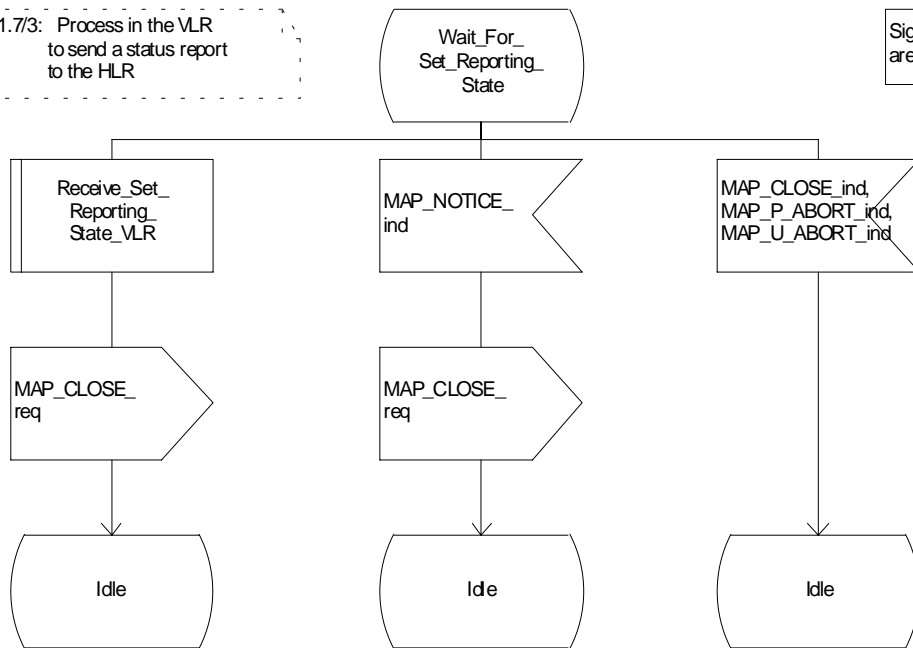 1.7/3: Process in the VLR
to send a status report
to the HLR
Wait_For_
Set_Reporting_
State
Sig
are
Receive_Set_
Reporting_
State_VLR
MAP_NOTICE_
ind
MAP_CLOSE_ind,
MAP_P_ABORT_ind,
MAP_U_ABORT_ind
MAP_CLOSE_
req
MAP_CLOSE_
req
Idle
Idle
Idle